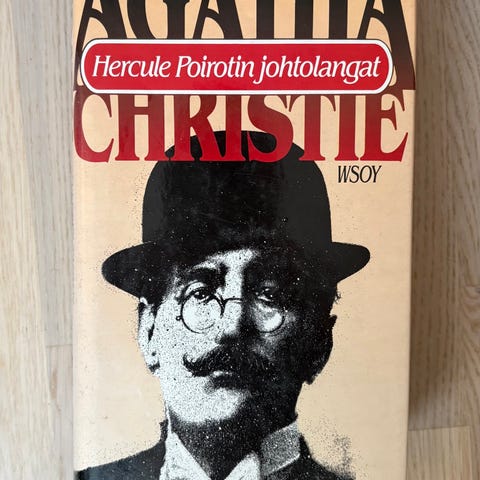 AGATHA
Hercule Poirotin johtolangat
CHRISTIE
WSOY